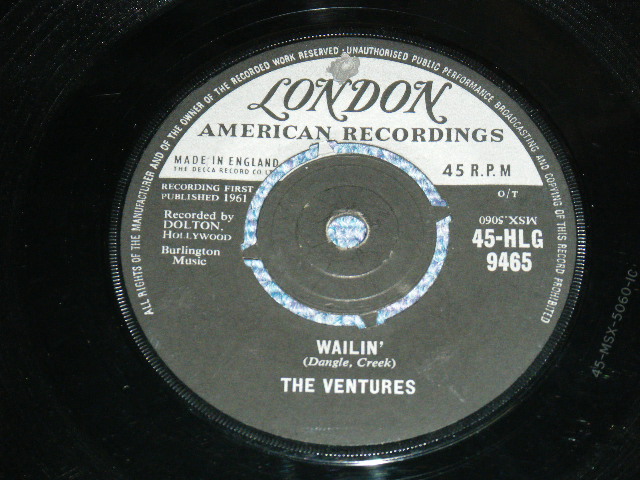 ALL RIGHTS OF THE MANUFACTURER AND OF THE OWNER OF THE RECORDED WORK RESERVED · UNAUTHORISED PUBLIC PERFORMANCE BROADCASTING AND COPYING OF THIS RECORD PROHIBITED
LONDON
AMERICAN RECORDINGS
MADE IN ENGLAND
THE DECCA RECORD CO LT
45 R.P.M
RECORDING FIRST
PUBLISHED 1961
O/T
Recorded by
DOLTON,
HOLLYWOOD
MSX.5060
45-HLG
9465
Burlington
Music
WAILIN'
(Dangle, Creek)
THE VENTURES
45-MSX-5060-1C